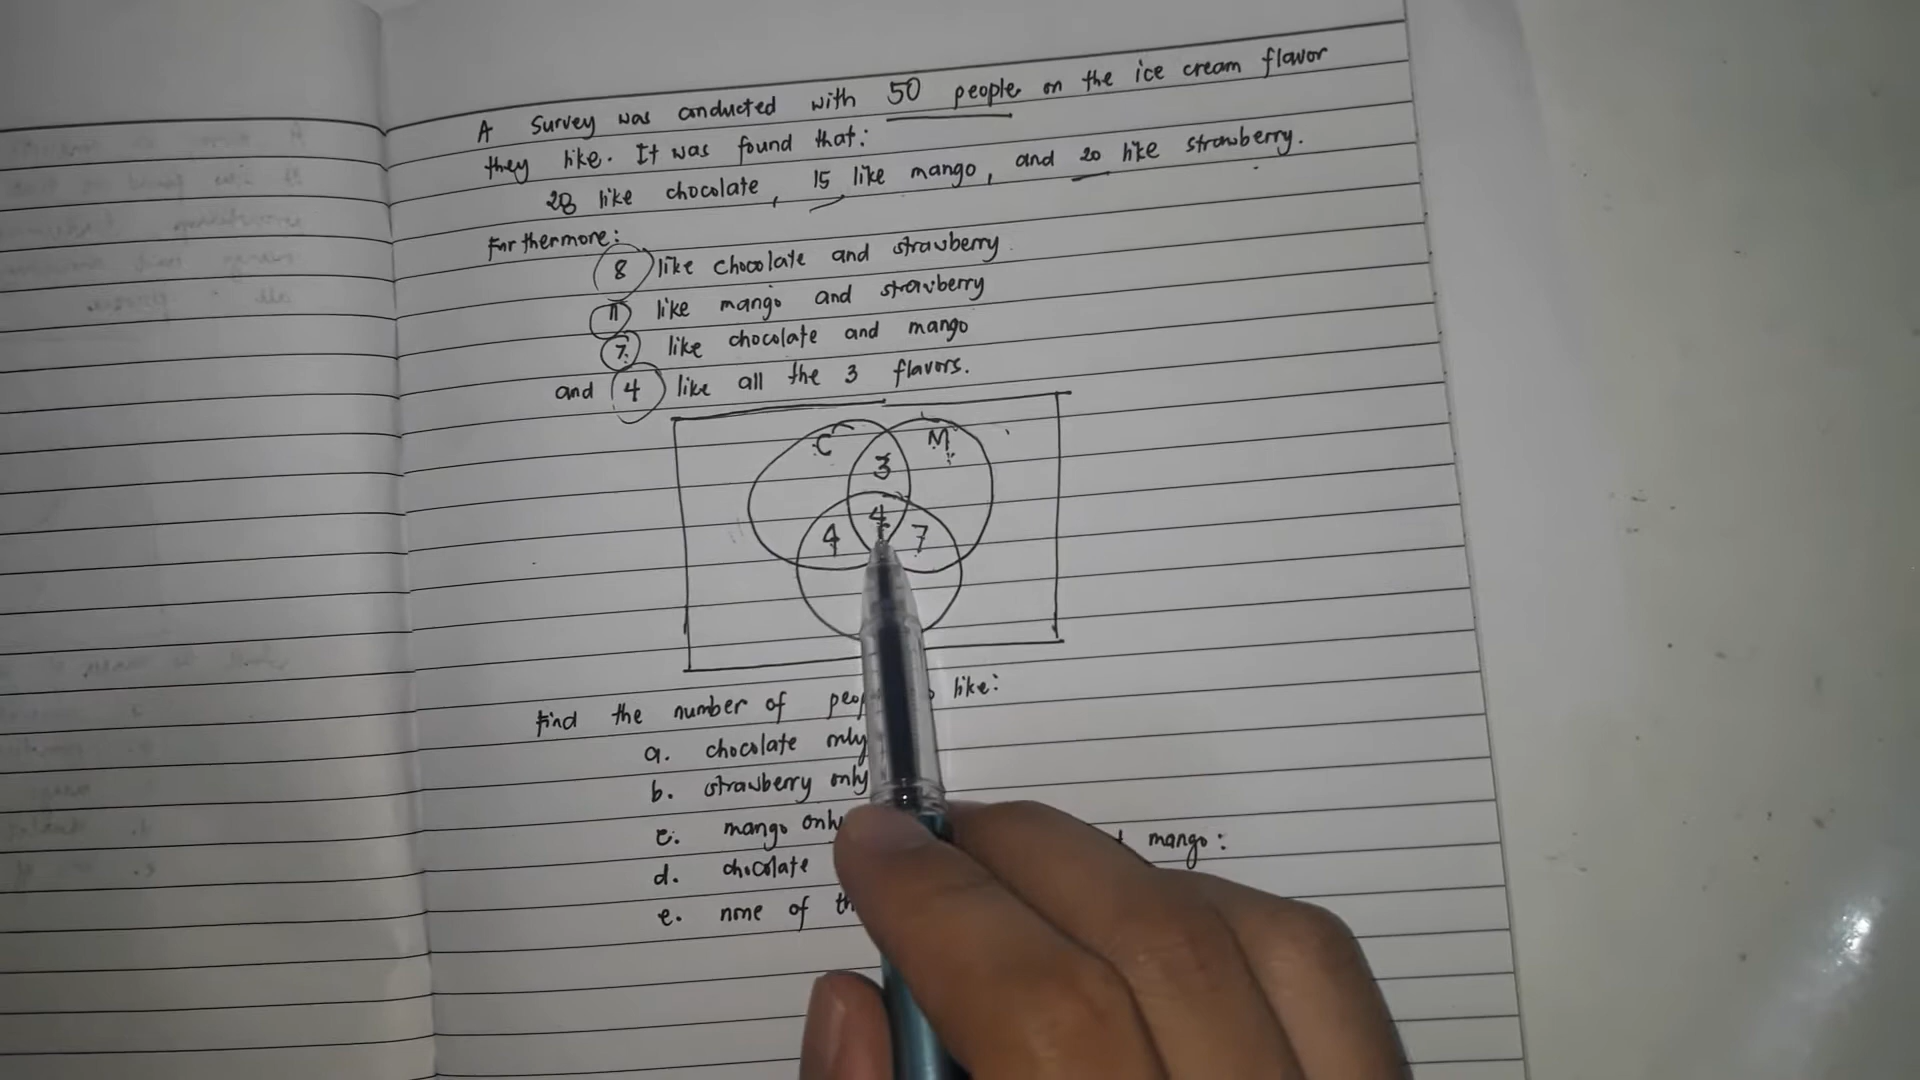 A survey was conducted with 50 people on the ice cream flavor
they like. It was found that:
28 like chocolate, 15 like mango, and 20 like strawberry.
Furthermore:
8 like chocolate and strawberry
11 like mango and strawberry
7 like chocolate and mango
and 4 like all the 3 flavors.
C M
3
4
4 7
Find the number of like:
a. chocolate only
b. strawberry only
c. mango only mango:
d. chocolate
e. none of